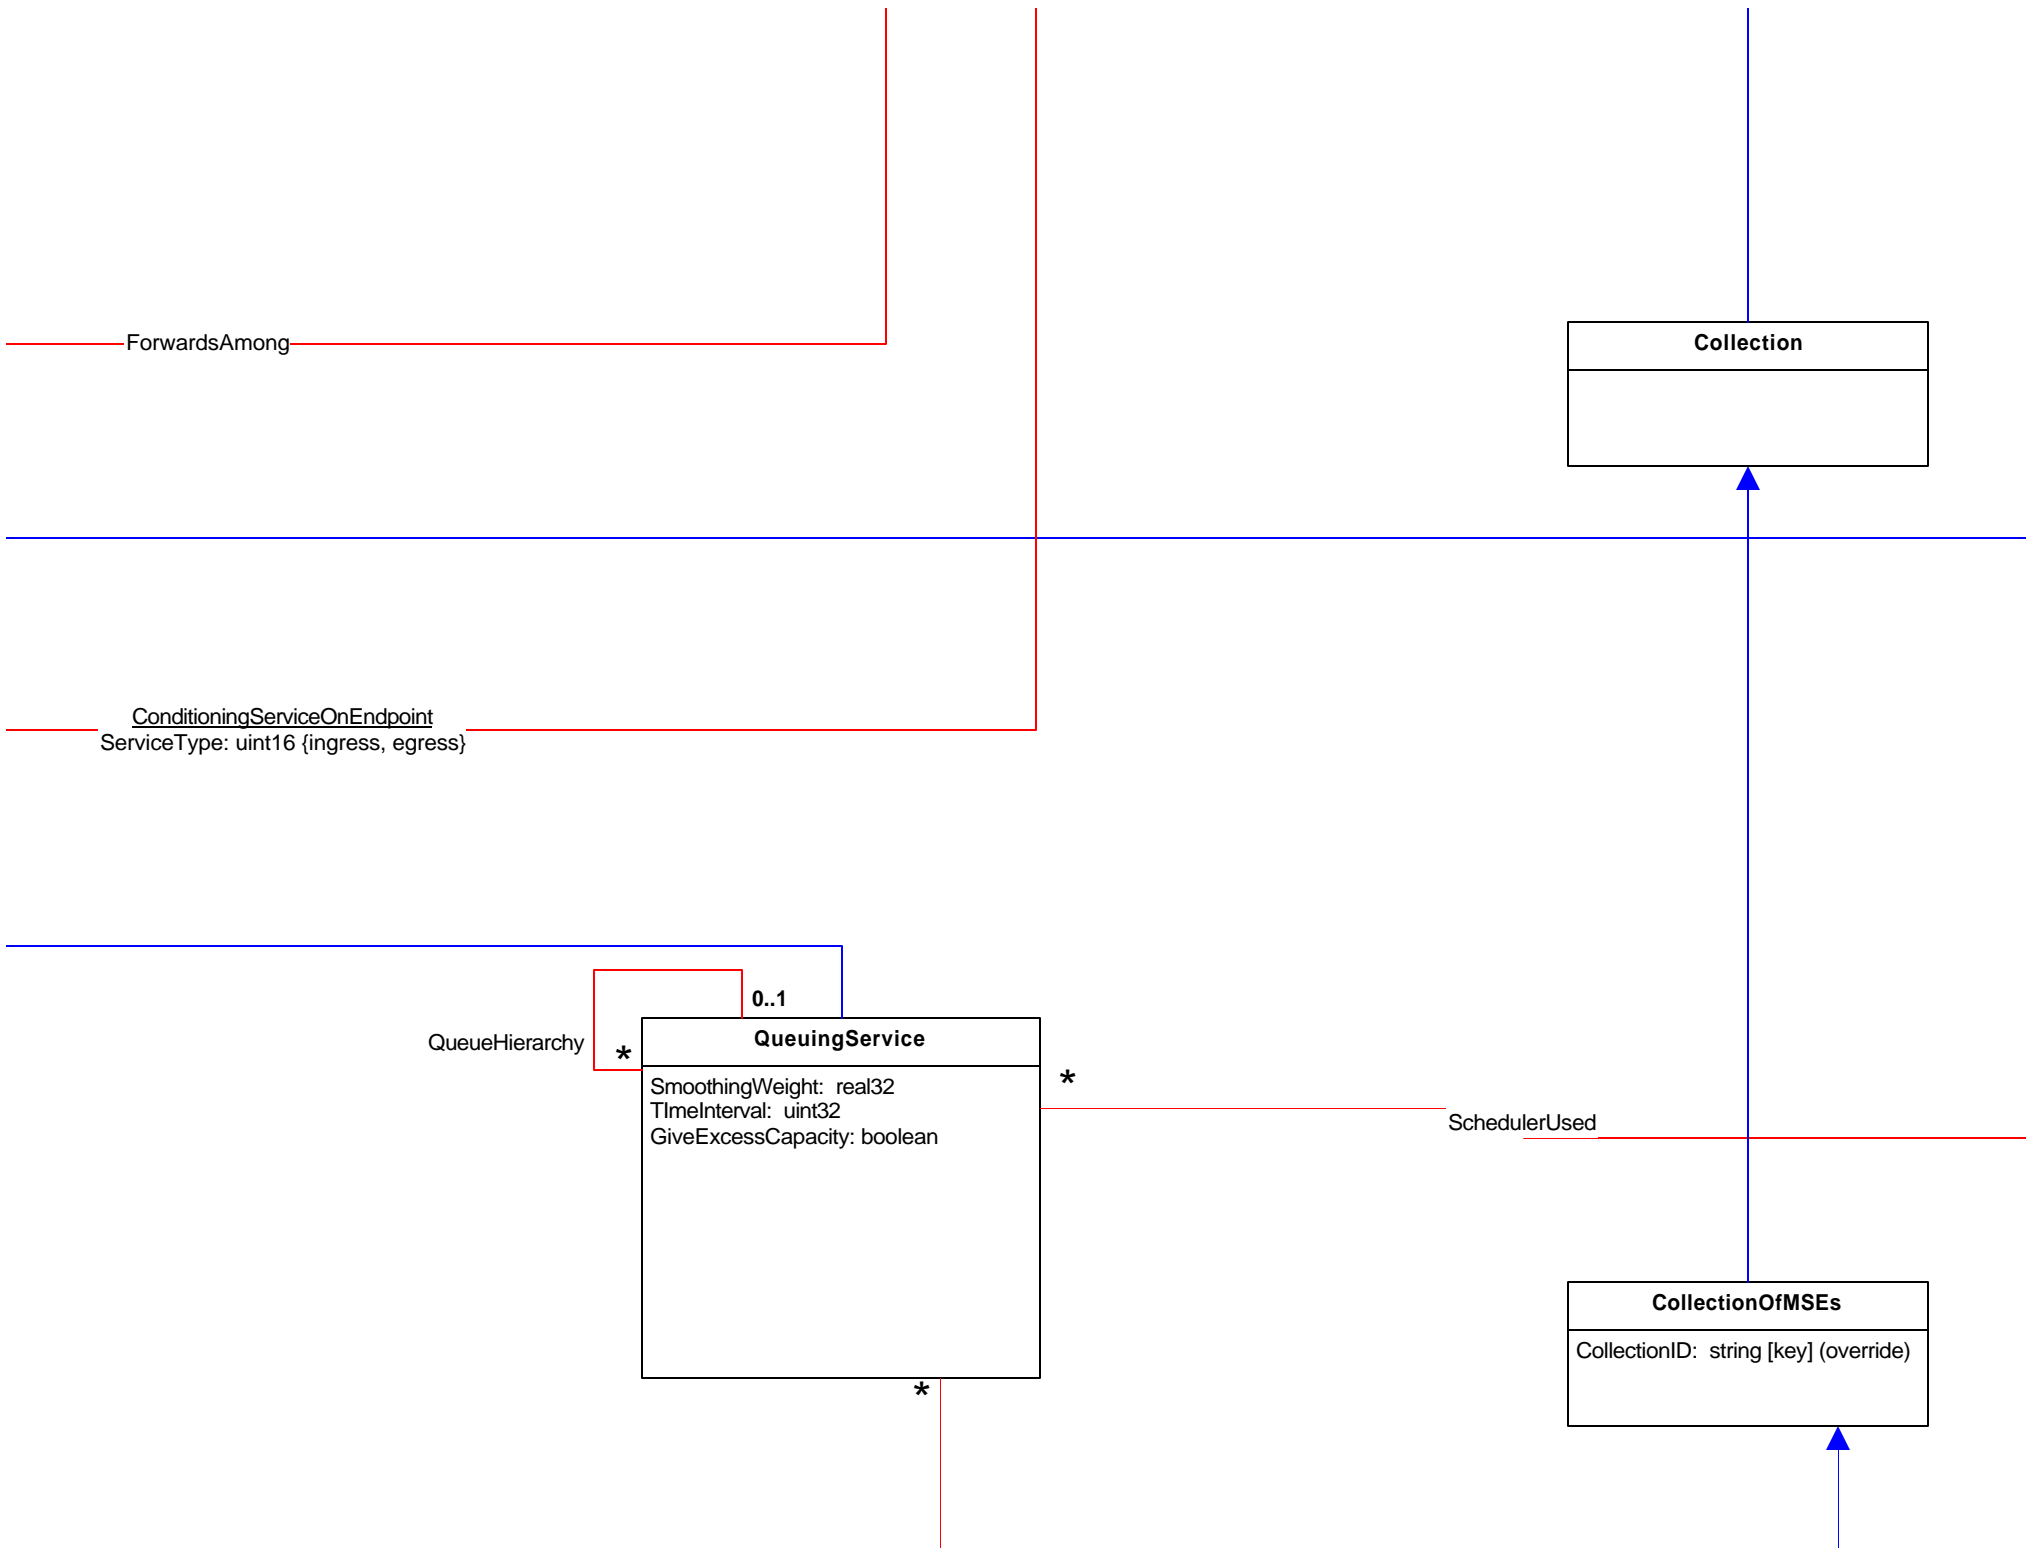 ForwardsAmong
Collection
ConditioningServiceOnEndpoint
ServiceType: uint16 {ingress, egress}
0..1
QueueHierarchy
*
QueuingService
*
SmoothingWeight: real32
TImeInterval: uint32
GiveExcessCapacity: boolean
SchedulerUsed
CollectionOfMSEs
CollectionID: string [key] (override)
*